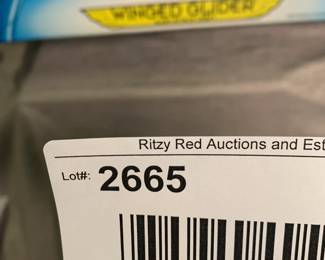 WINGED GLIDER
Ritzy Red Auctions and Est
Lot#: 2665